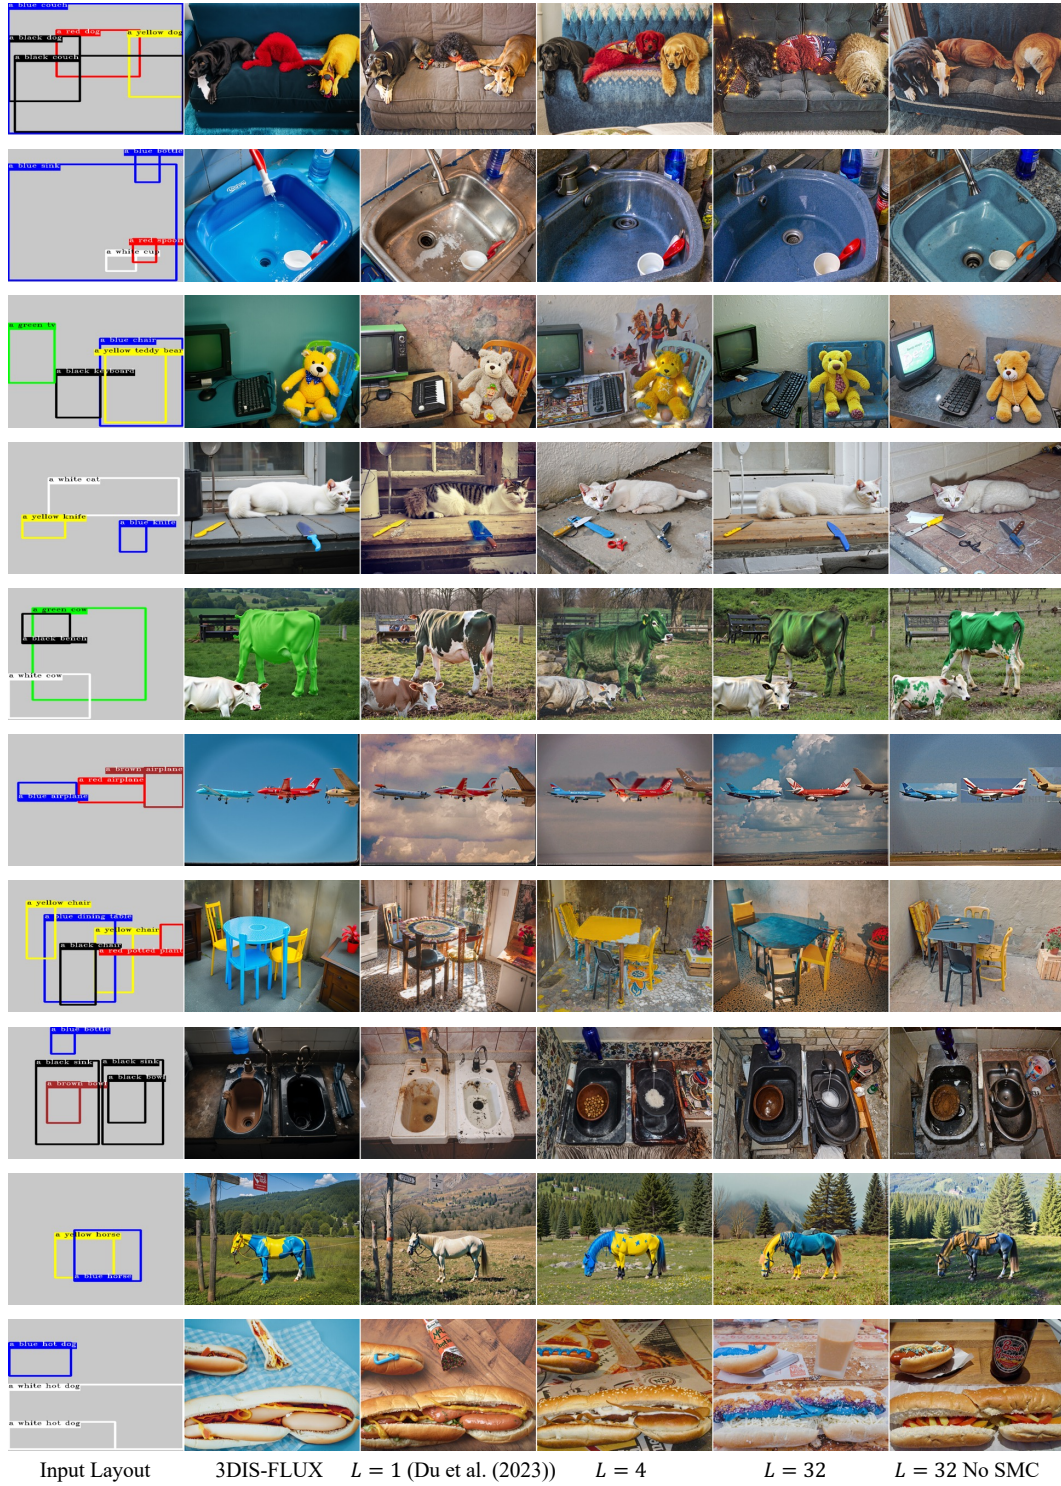 a blue couch
a red dog
a yellow dog
a black dog
a black couch
a blue bottle
a blue sink
a red spoon
a white cup
a green tv
a blue chair
a yellow teddy bear
a black keyboard
a white cat
a yellow knife
a blue knife
a green cow
a black bench
a white cow
a brown airplane
a red airplane
a blue airplane
a yellow chair
a blue dining table
a yellow chair
a black chair
a red potted plant
a blue bottle
a black sink
a black sink
a black bowl
a brown bowl
a yellow horse
a blue horse
a blue hot dog
a white hot dog
a white hot dog
Input Layout
3DIS-FLUX
L = 1 (Du et al. (2023))
L = 4
L = 32
L = 32 No SMC